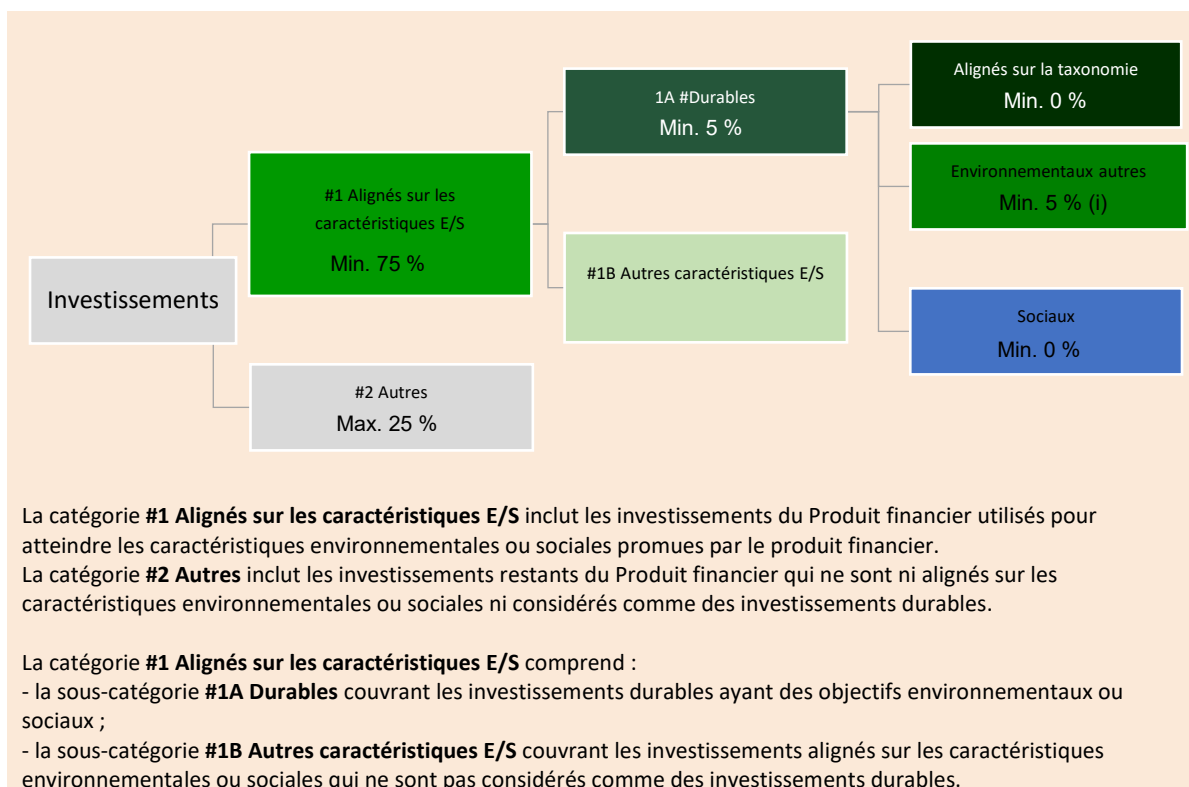 Investissements
#1 Alignés sur les
caractéristiques E/S
Min. 75 %
#2 Autres
Max. 25 %
1A #Durables
Min. 5 %
#1B Autres caractéristiques E/S
Alignés sur la taxonomie
Min. 0 %
Environnementaux autres
Min. 5 % (i)
Sociaux
Min. 0 %
La catégorie #1 Alignés sur les caractéristiques E/S inclut les investissements du Produit financier utilisés pour
atteindre les caractéristiques environnementales ou sociales promues par le produit financier.
La catégorie #2 Autres inclut les investissements restants du Produit financier qui ne sont ni alignés sur les
caractéristiques environnementales ou sociales ni considérés comme des investissements durables.
La catégorie #1 Alignés sur les caractéristiques E/S comprend :
- la sous-catégorie #1A Durables couvrant les investissements durables ayant des objectifs environnementaux ou
sociaux ;
- la sous-catégorie #1B Autres caractéristiques E/S couvrant les investissements alignés sur les caractéristiques
environnementales ou sociales qui ne sont pas considérés comme des investissements durables.